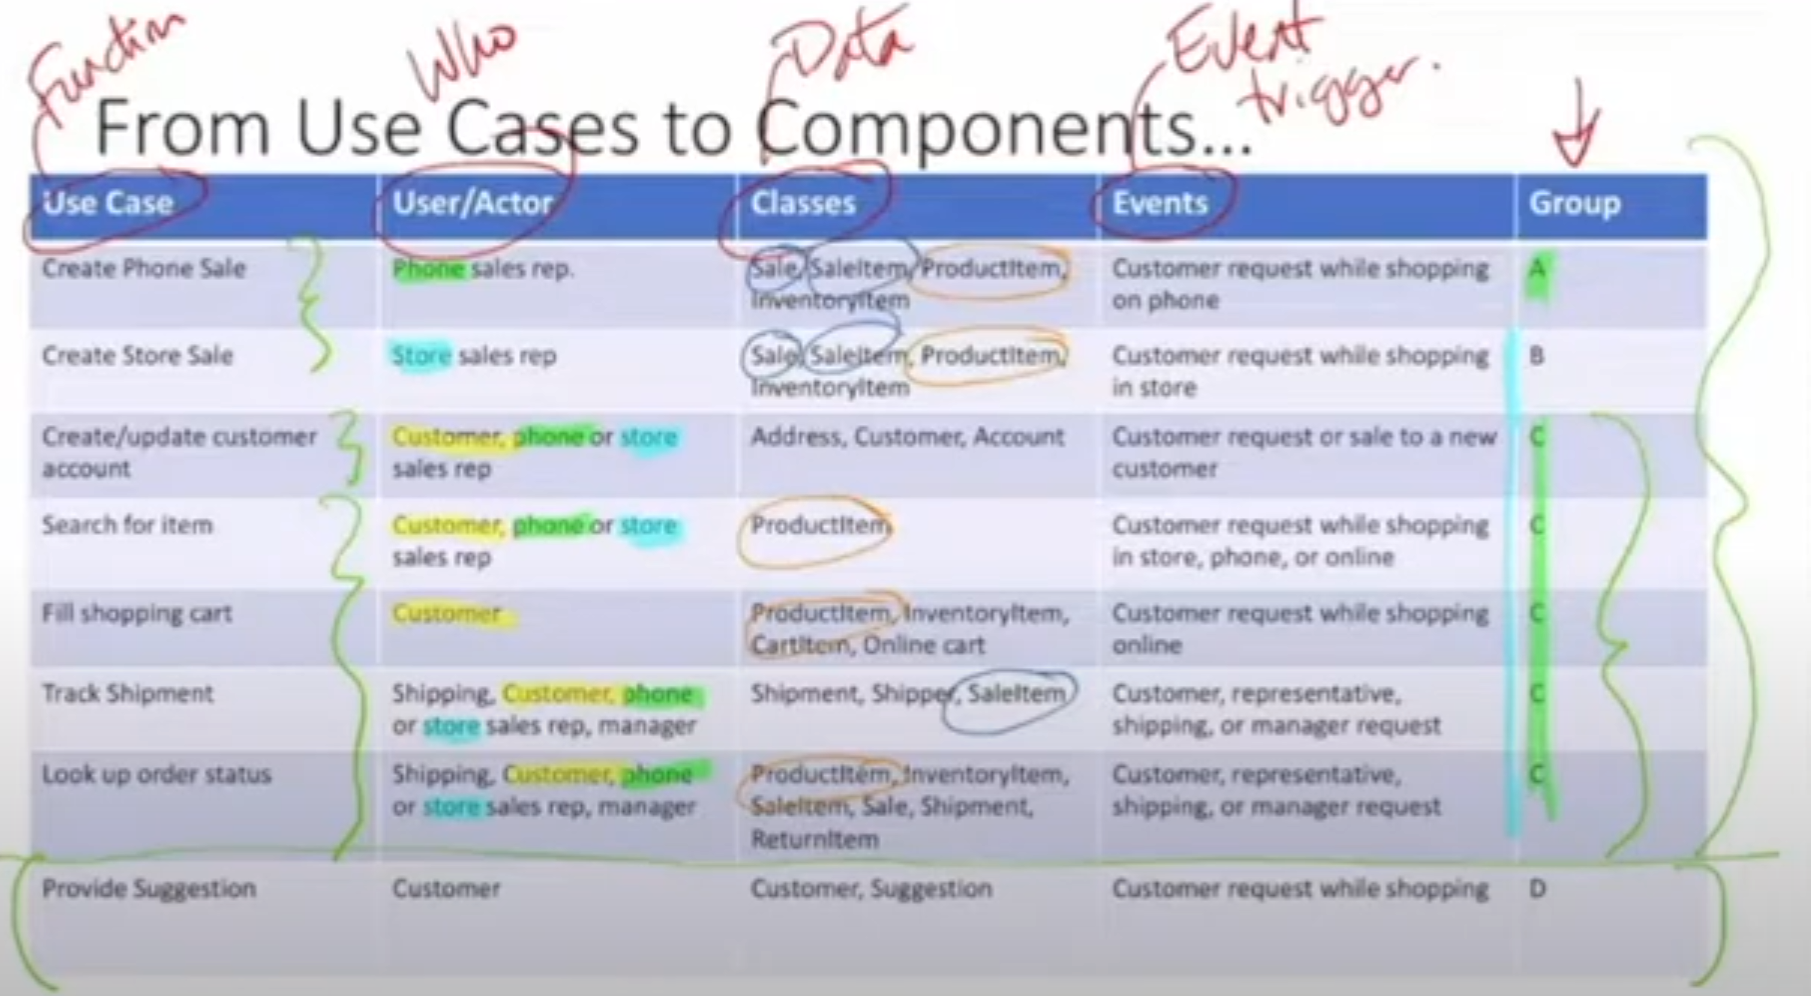 Function
Who
Data
Event
trigger.
From Use Cases to Components...
Use Case User/Actor Classes Events Group
Create Phone Sale Phone sales rep. Sale, SaleItem, ProductItem, Customer request while shopping A
InventoryItem on phone
Create Store Sale Store sales rep Sale, SaleItem, ProductItem, Customer request while shopping B
InventoryItem in store
Create/update customer Customer, phone or store Address, Customer, Account Customer request or sale to a new C
account sales rep customer
Search for item Customer, phone or store ProductItem Customer request while shopping C
sales rep in store, phone, or online
Fill shopping cart Customer ProductItem, InventoryItem, Customer request while shopping C
CartItem, Online cart online
Track Shipment Shipping, Customer, phone Shipment, Shipper, SaleItem Customer, representative, C
or store sales rep, manager shipping, or manager request
Look up order status Shipping, Customer, phone ProductItem, InventoryItem, Customer, representative, C
or store sales rep, manager SaleItem, Sale, Shipment, shipping, or manager request
ReturnItem
Provide Suggestion Customer Customer, Suggestion Customer request while shopping D